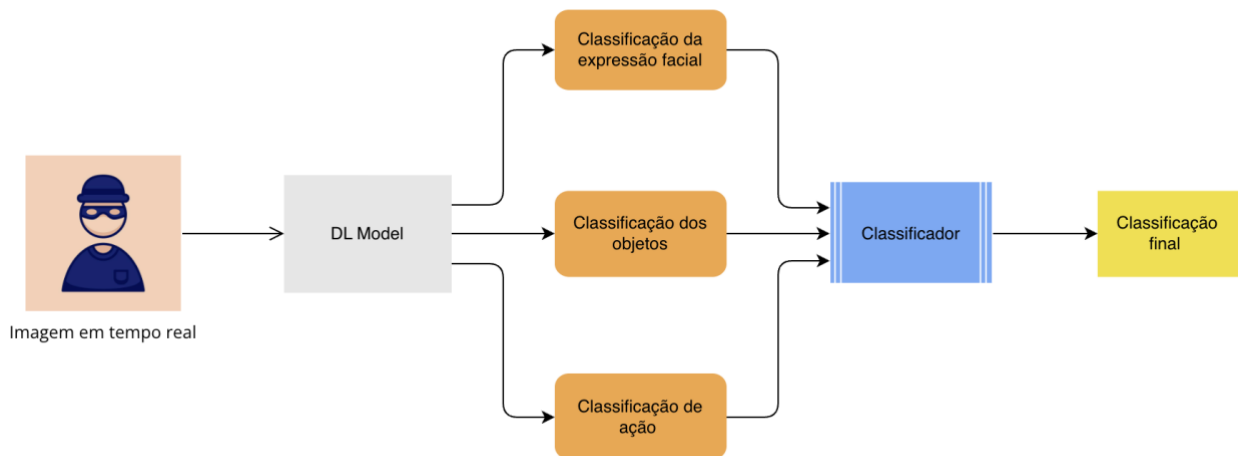 Imagem em tempo real
DL Model
Classificação da
expressão facial
Classificação dos
objetos
Classificação de
ação
Classificador
Classificação
final